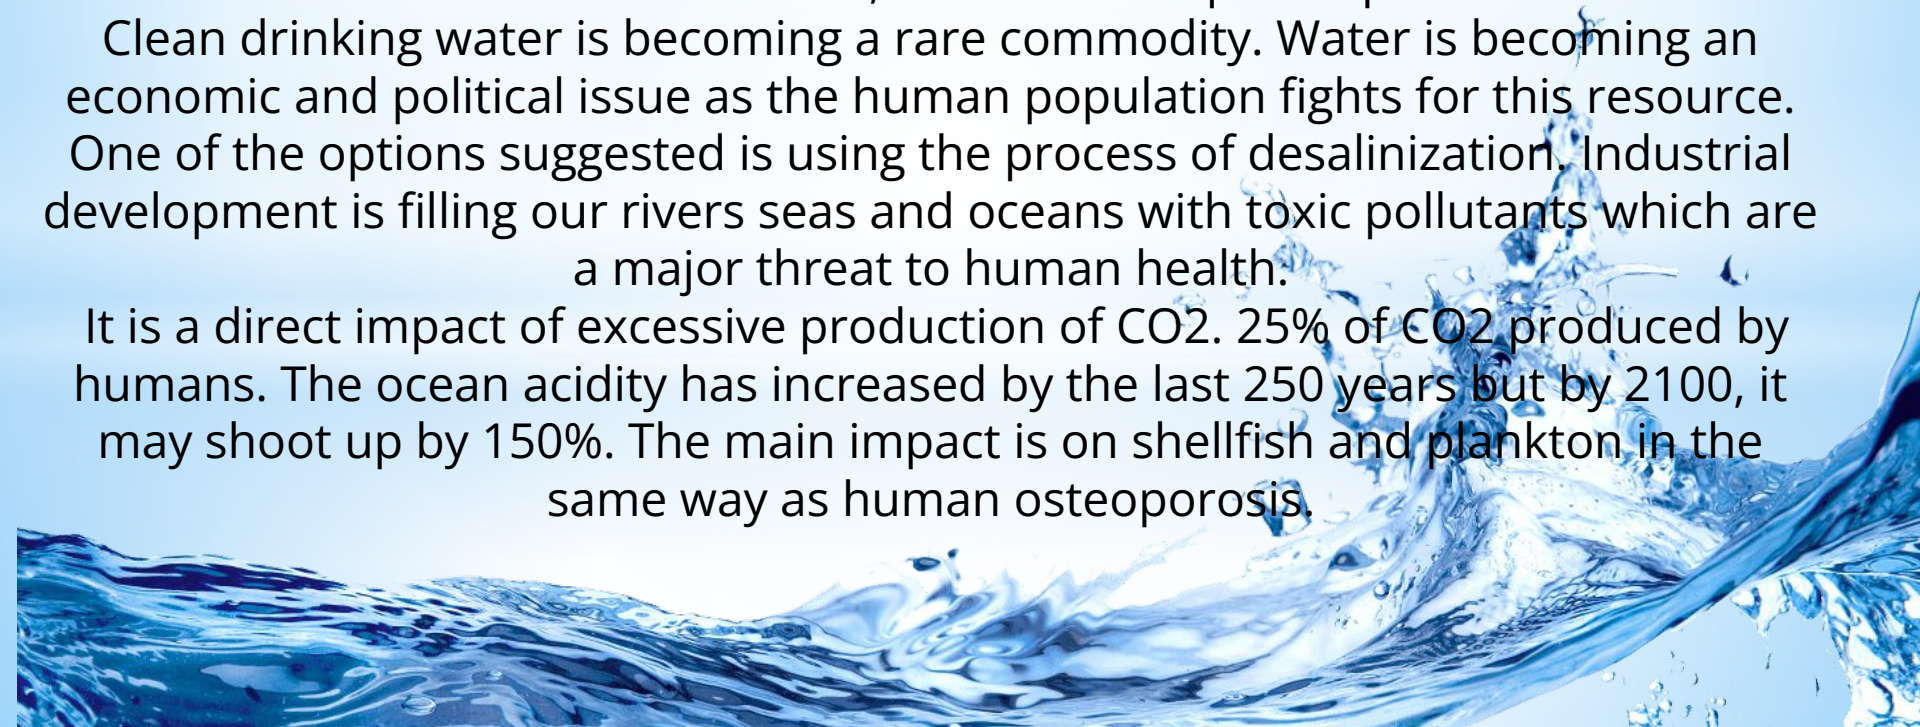 Clean drinking water is becoming a rare commodity. Water is becoming an
economic and political issue as the human population fights for this resource.
One of the options suggested is using the process of desalinization. Industrial
development is filling our rivers seas and oceans with toxic pollutants which are
a major threat to human health.
It is a direct impact of excessive production of CO2. 25% of CO2 produced by
humans. The ocean acidity has increased by the last 250 years but by 2100, it
may shoot up by 150%. The main impact is on shellfish and plankton in the
same way as human osteoporosis.